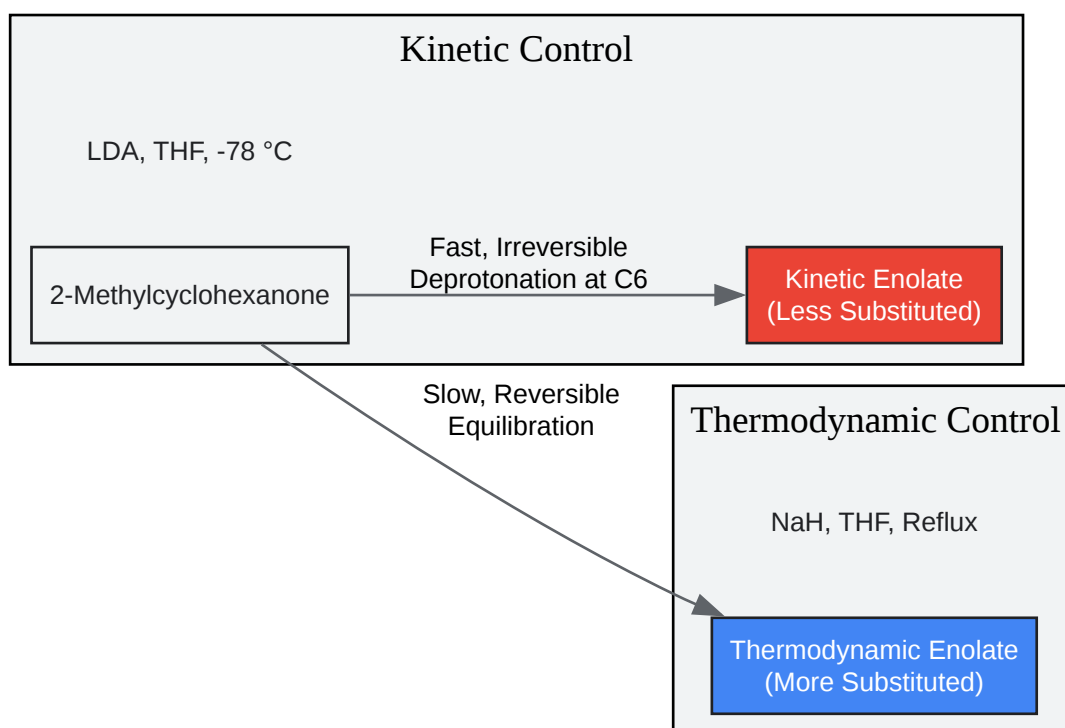 Kinetic Control
LDA, THF, -78 °C
2-Methylcyclohexanone
Fast, Irreversible
Deprotonation at C6
Kinetic Enolate
(Less Substituted)
Slow, Reversible
Equilibration
Thermodynamic Control
NaH, THF, Reflux
Thermodynamic Enolate
(More Substituted)